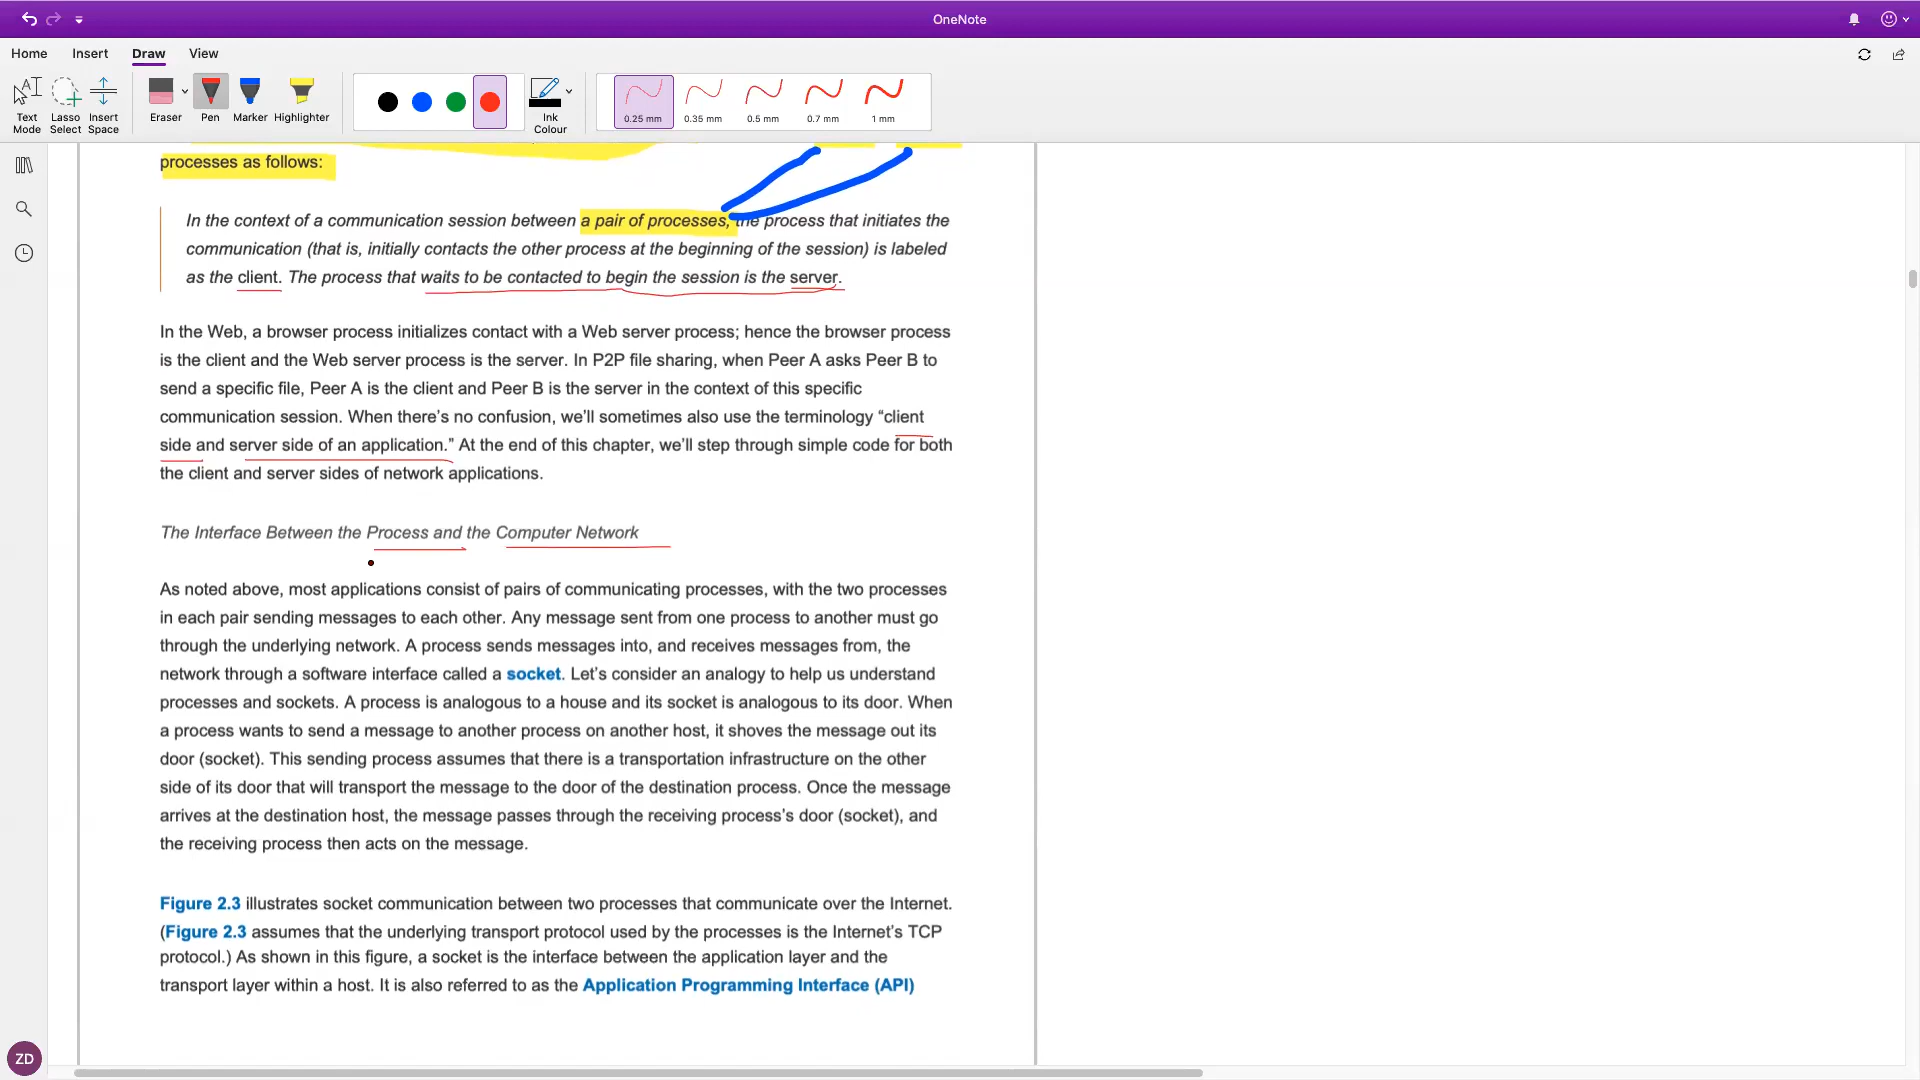 OneNote
Home Insert Draw View
Text Mode
Lasso Select
Insert Space
Eraser
Pen
Marker
Highlighter
Ink Colour
0.25 mm
0.35 mm
0.5 mm
0.7 mm
1 mm
processes as follows:
In the context of a communication session between a pair of processes, the process that initiates the
communication (that is, initially contacts the other process at the beginning of the session) is labeled
as the client. The process that waits to be contacted to begin the session is the server.
In the Web, a browser process initializes contact with a Web server process; hence the browser process
is the client and the Web server process is the server. In P2P file sharing, when Peer A asks Peer B to
send a specific file, Peer A is the client and Peer B is the server in the context of this specific
communication session. When there’s no confusion, we’ll sometimes also use the terminology “client
side and server side of an application.” At the end of this chapter, we’ll step through simple code for both
the client and server sides of network applications.
The Interface Between the Process and the Computer Network
As noted above, most applications consist of pairs of communicating processes, with the two processes
in each pair sending messages to each other. Any message sent from one process to another must go
through the underlying network. A process sends messages into, and receives messages from, the
network through a software interface called a socket. Let’s consider an analogy to help us understand
processes and sockets. A process is analogous to a house and its socket is analogous to its door. When
a process wants to send a message to another process on another host, it shoves the message out its
door (socket). This sending process assumes that there is a transportation infrastructure on the other
side of its door that will transport the message to the door of the destination process. Once the message
arrives at the destination host, the message passes through the receiving process’s door (socket), and
the receiving process then acts on the message.
Figure 2.3 illustrates socket communication between two processes that communicate over the Internet.
(Figure 2.3 assumes that the underlying transport protocol used by the processes is the Internet’s TCP
protocol.) As shown in this figure, a socket is the interface between the application layer and the
transport layer within a host. It is also referred to as the Application Programming Interface (API)
ZD